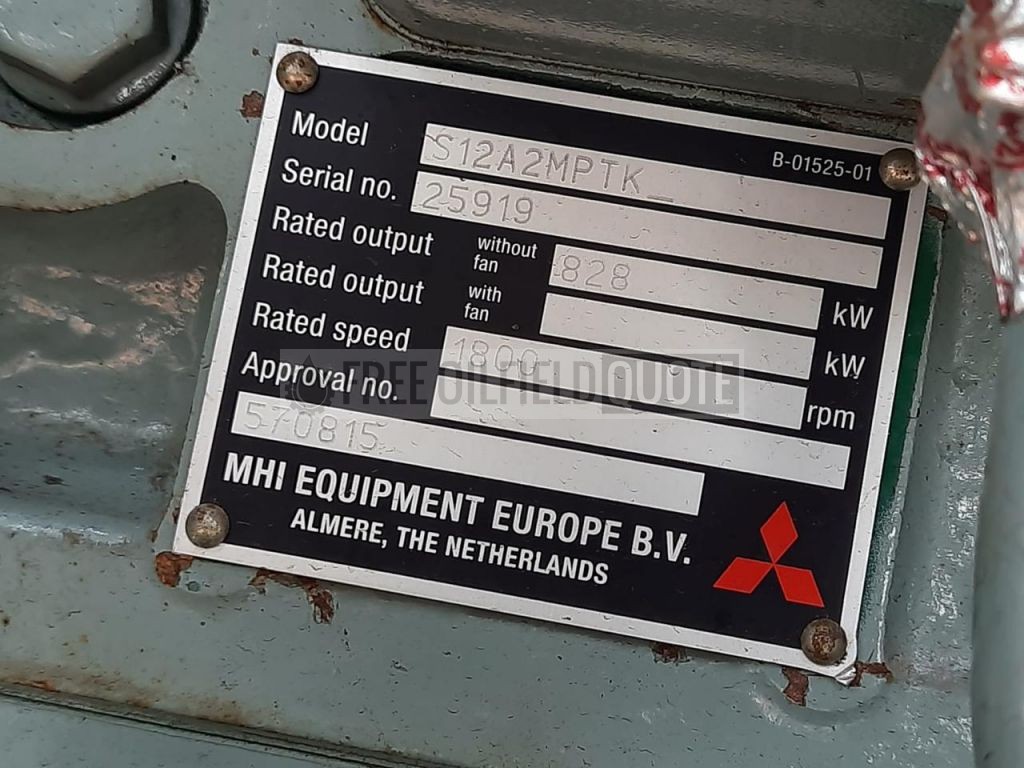 Model S12A2MPTK_ B-01525-01
Serial no. 25919
Rated output without fan 828 kW
Rated output with fan kW
Rated speed 1800 rpm
Approval no.
570815
MHI EQUIPMENT EUROPE B.V.
ALMERE, THE NETHERLANDS
FREE OILFIELD QUOTE